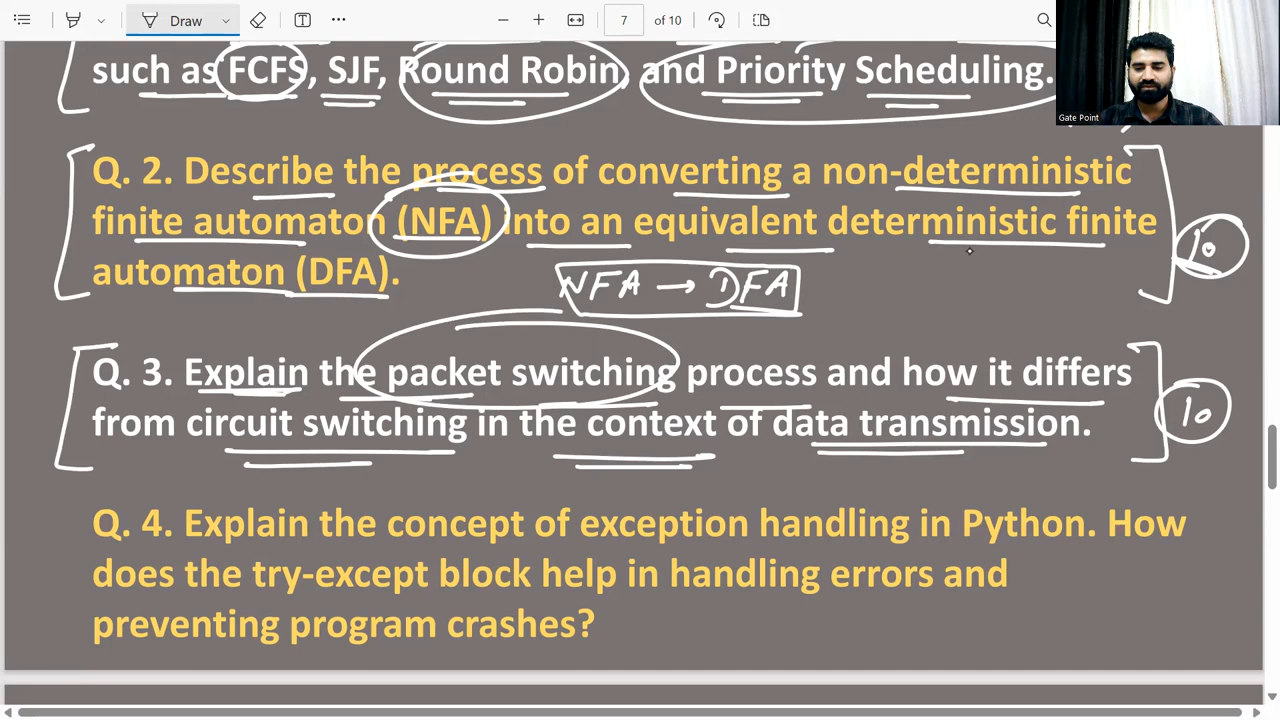 Draw
7 of 10
Gate Point
such as FCFS, SJF, Round Robin, and Priority Scheduling.
Q. 2. Describe the process of converting a non-deterministic
finite automaton (NFA) into an equivalent deterministic finite
automaton (DFA).
10
NFA → DFA
Q. 3. Explain the packet switching process and how it differs
from circuit switching in the context of data transmission.
10
Q. 4. Explain the concept of exception handling in Python. How
does the try-except block help in handling errors and
preventing program crashes?